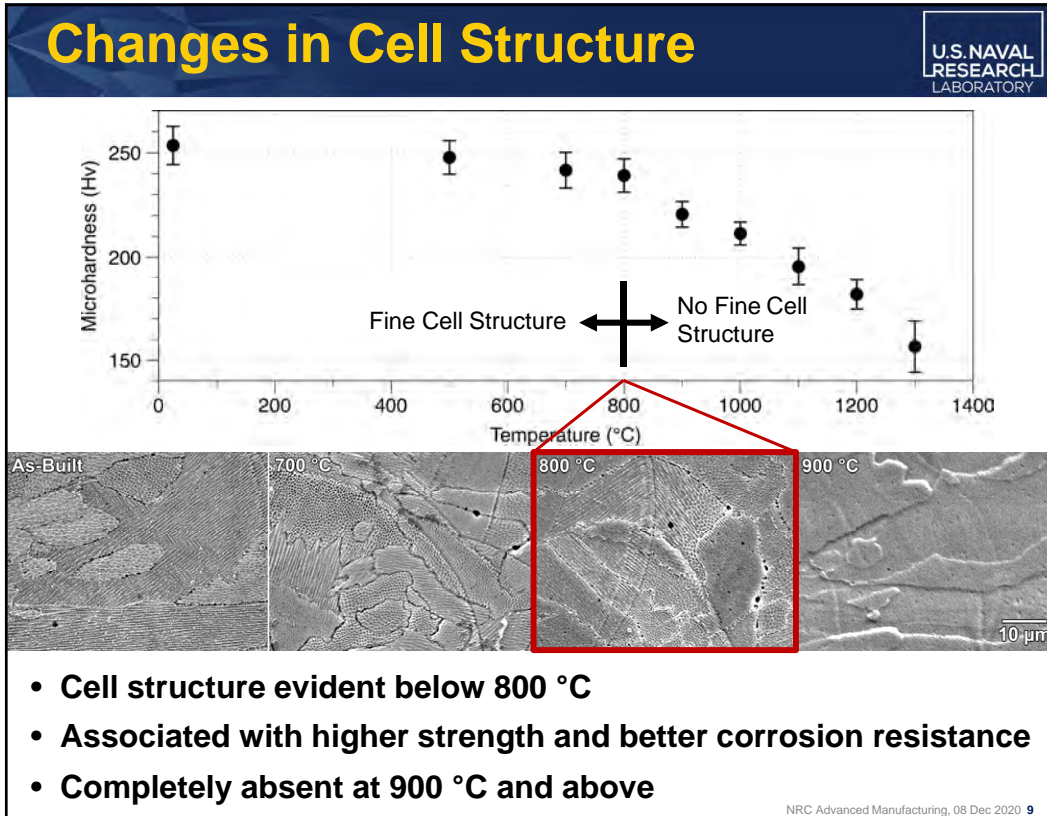 Changes in Cell Structure
U.S. NAVAL
RESEARCH
LABORATORY
Microhardness (Hv)
250
200
150
Fine Cell Structure
No Fine Cell
Structure
0
200
400
600
800
1000
1200
1400
Temperature (°C)
As-Built
700 °C
800 °C
900 °C
10 µm
• Cell structure evident below 800 °C
• Associated with higher strength and better corrosion resistance
• Completely absent at 900 °C and above
NRC Advanced Manufacturing, 08 Dec 2020 9